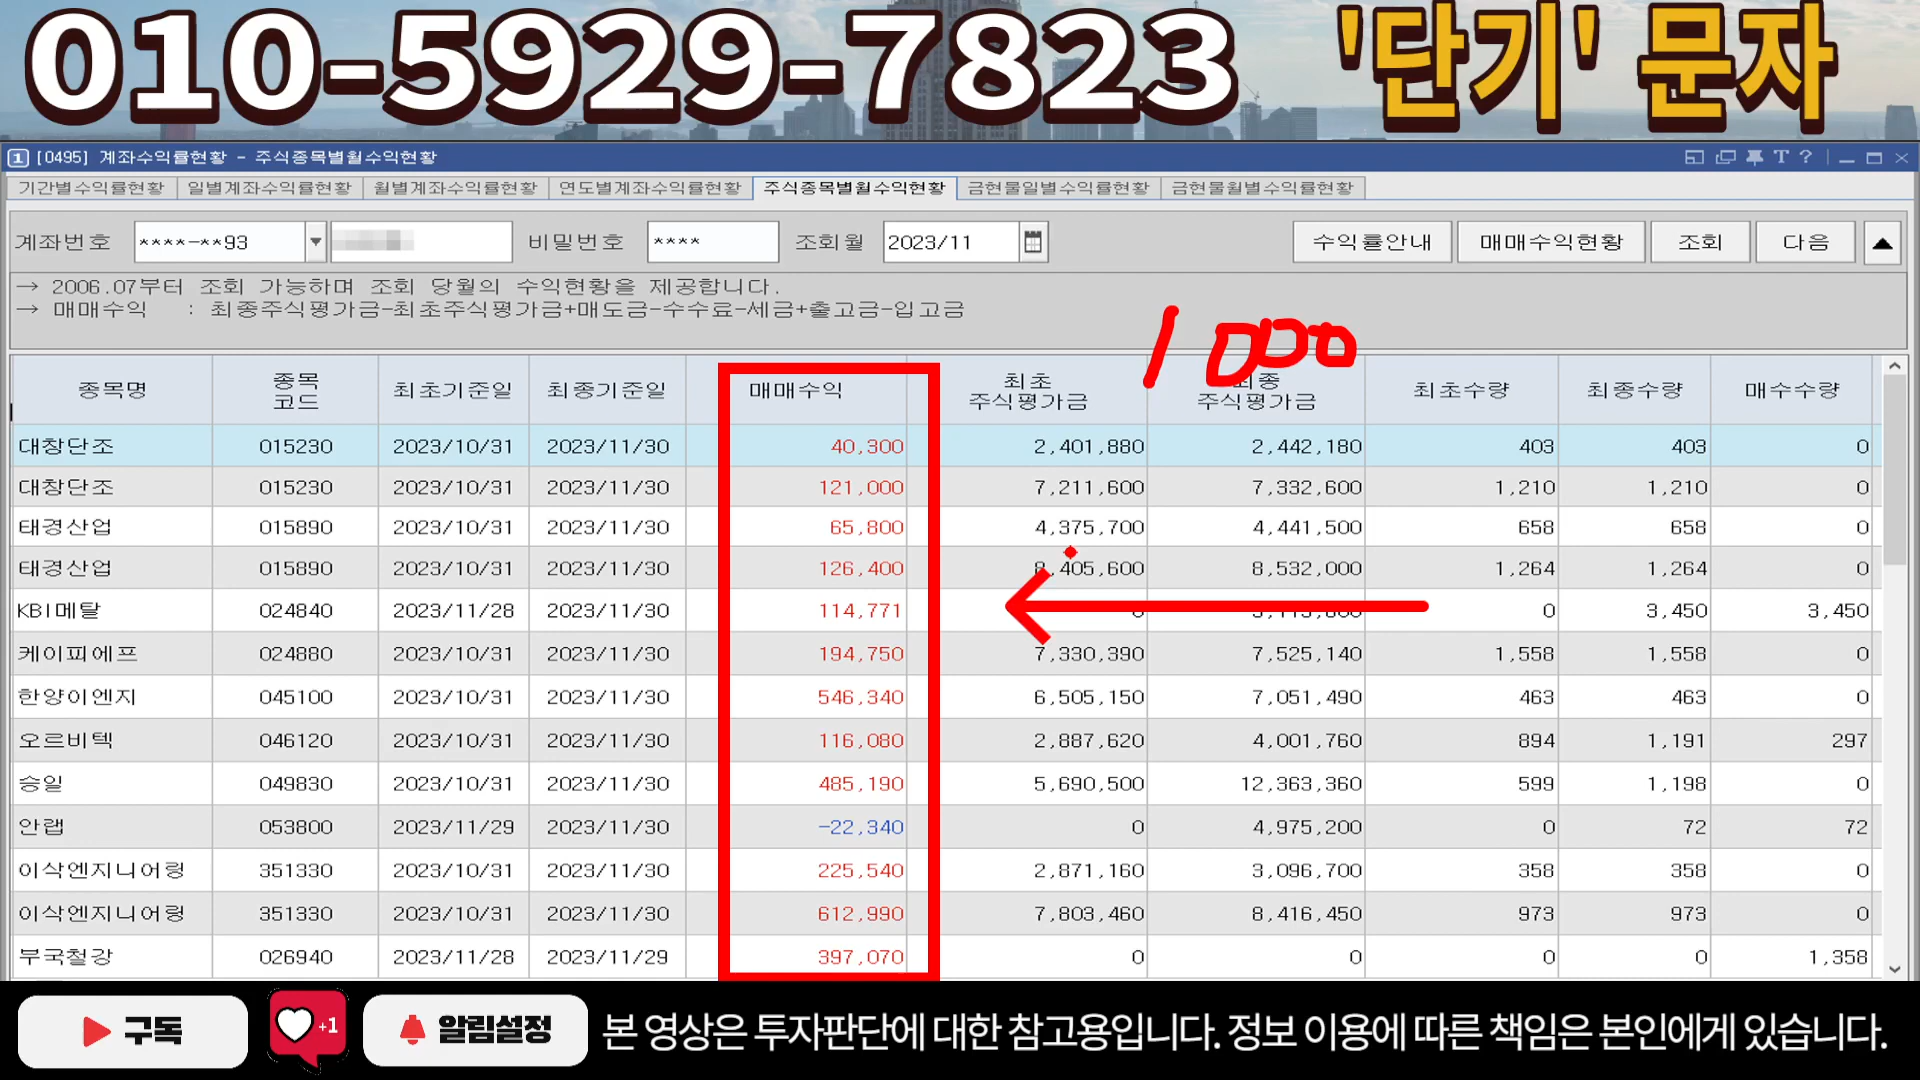 010-5929-7823 '단기' 문자
1 [0495] 계좌수익률현황 - 주식종목별월수익현황
기간별수익률현황 일별계좌수익률현황 월별계좌수익률현황 연도별계좌수익률현황 주식종목별월수익현황 금현물일별수익률현황 금현물월별수익률현황
계좌번호 ****-**93 비밀번호 **** 조회월 2023/11 수익률안내 매매수익현황 조회 다음
→ 2006.07부터 조회 가능하며 조회 당월의 수익현황을 제공합니다.
→ 매매수익 : 최종주식평가금-최초주식평가금+매도금-수수료-세금+출고금-입고금
1000
종목명 종목코드 최초기준일 최종기준일 매매수익 최초주식평가금 최종주식평가금 최초수량 최종수량 매수수량
대창단조 015230 2023/10/31 2023/11/30 40,300 2,401,880 2,442,180 403 403 0
대창단조 015230 2023/10/31 2023/11/30 121,000 7,211,600 7,332,600 1,210 1,210 0
태경산업 015890 2023/10/31 2023/11/30 65,800 4,375,700 4,441,500 658 658 0
태경산업 015890 2023/10/31 2023/11/30 126,400 8,405,600 8,532,000 1,264 1,264 0
KBI메탈 024840 2023/11/28 2023/11/30 114,771 0 0 3,450 3,450
케이피에프 024880 2023/10/31 2023/11/30 194,750 7,330,390 7,525,140 1,558 1,558 0
한양이엔지 045100 2023/10/31 2023/11/30 546,340 6,505,150 7,051,490 463 463 0
오르비텍 046120 2023/10/31 2023/11/30 116,080 2,887,620 4,001,760 894 1,191 297
승일 049830 2023/10/31 2023/11/30 485,190 5,690,500 12,363,360 599 1,198 0
안랩 053800 2023/11/29 2023/11/30 -22,340 0 4,975,200 0 72 72
이삭엔지니어링 351330 2023/10/31 2023/11/30 225,540 2,871,160 3,096,700 358 358 0
이삭엔지니어링 351330 2023/10/31 2023/11/30 612,990 7,803,460 8,416,450 973 973 0
부국철강 026940 2023/11/28 2023/11/29 397,070 0 0 0 0 1,358
구독 +1 알림설정 본 영상은 투자판단에 대한 참고용입니다. 정보 이용에 따른 책임은 본인에게 있습니다.